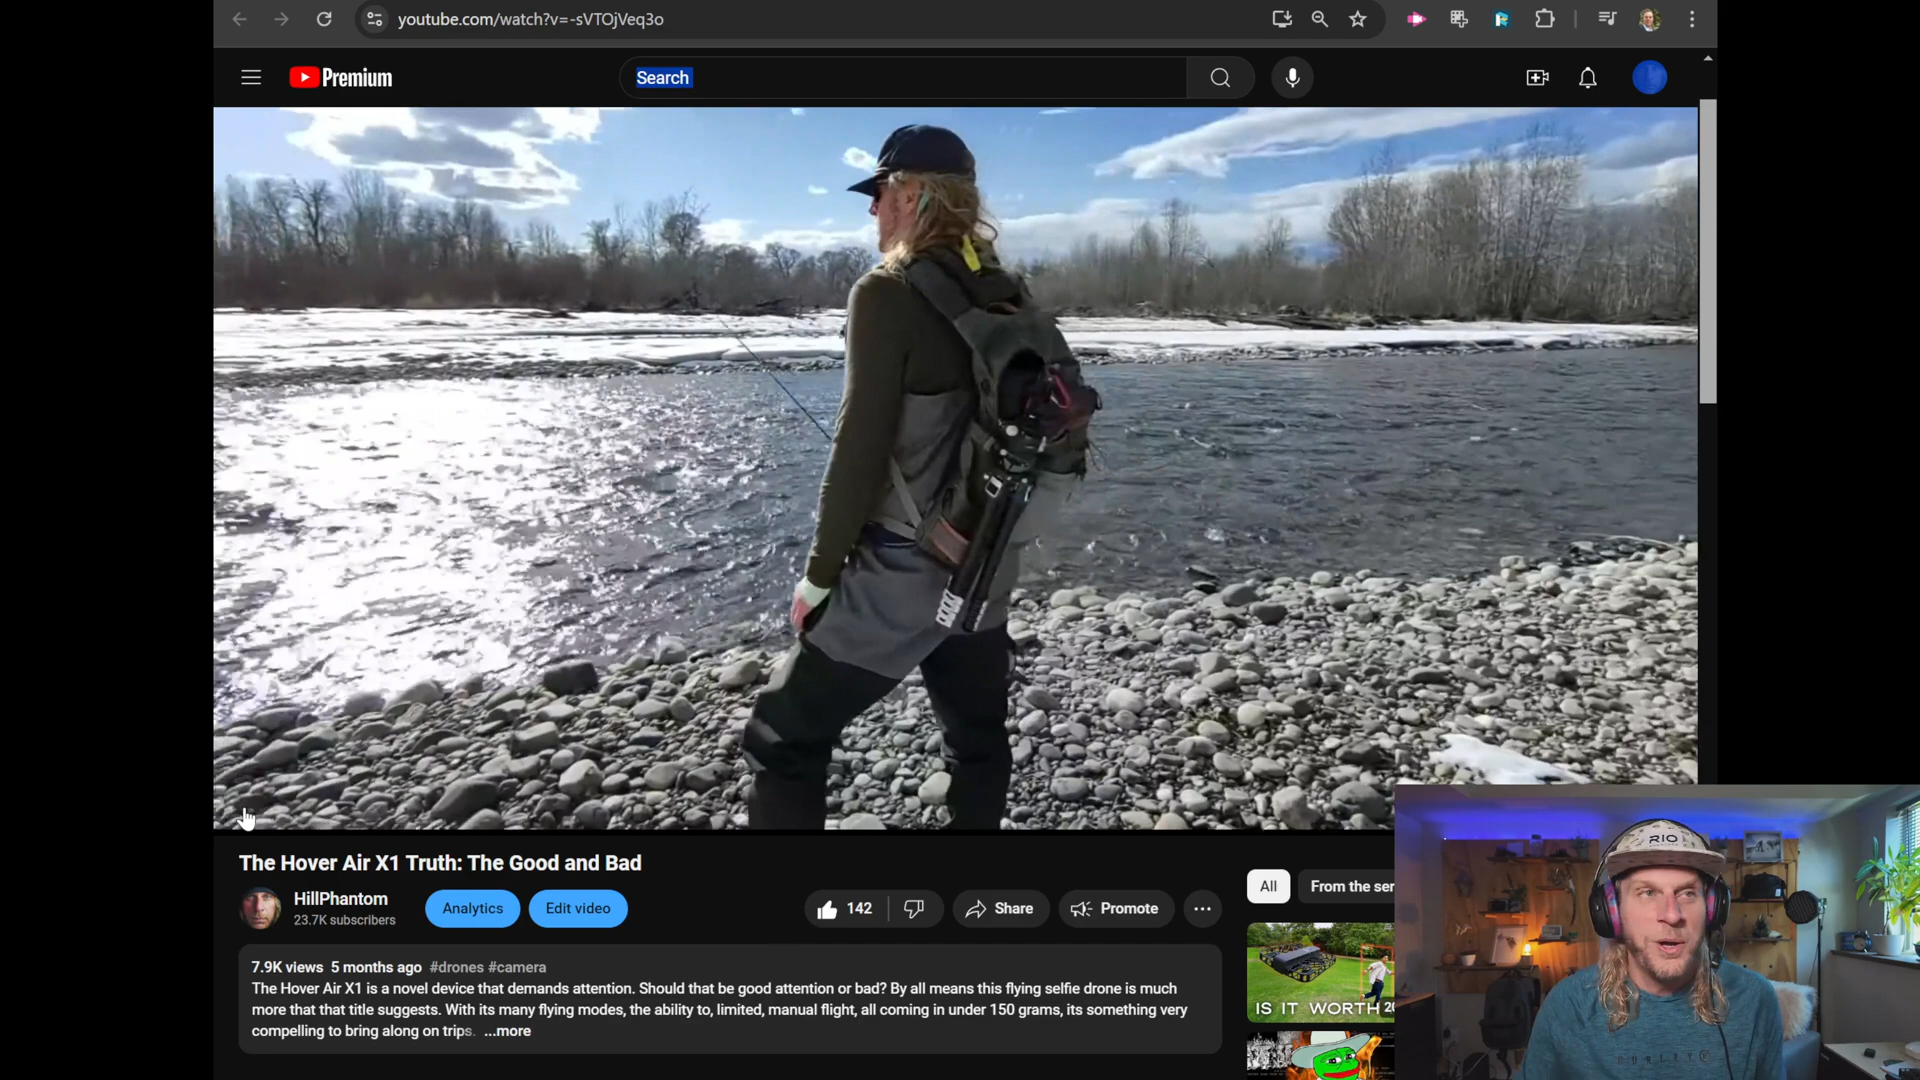 youtube.com/watch?v=-sVTOjVeq3o
Premium
Search
The Hover Air X1 Truth: The Good and Bad
HillPhantom
23.7K subscribers
Analytics
Edit video
142
Share
Promote
All
From the ser
7.9K views 5 months ago #drones #camera
The Hover Air X1 is a novel device that demands attention. Should that be good attention or bad? By all means this flying selfie drone is much
more that that title suggests. With its many flying modes, the ability to, limited, manual flight, all coming in under 150 grams, its something very
compelling to bring along on trips. ...more
IS IT WORTH 20
RIO
HURLEY